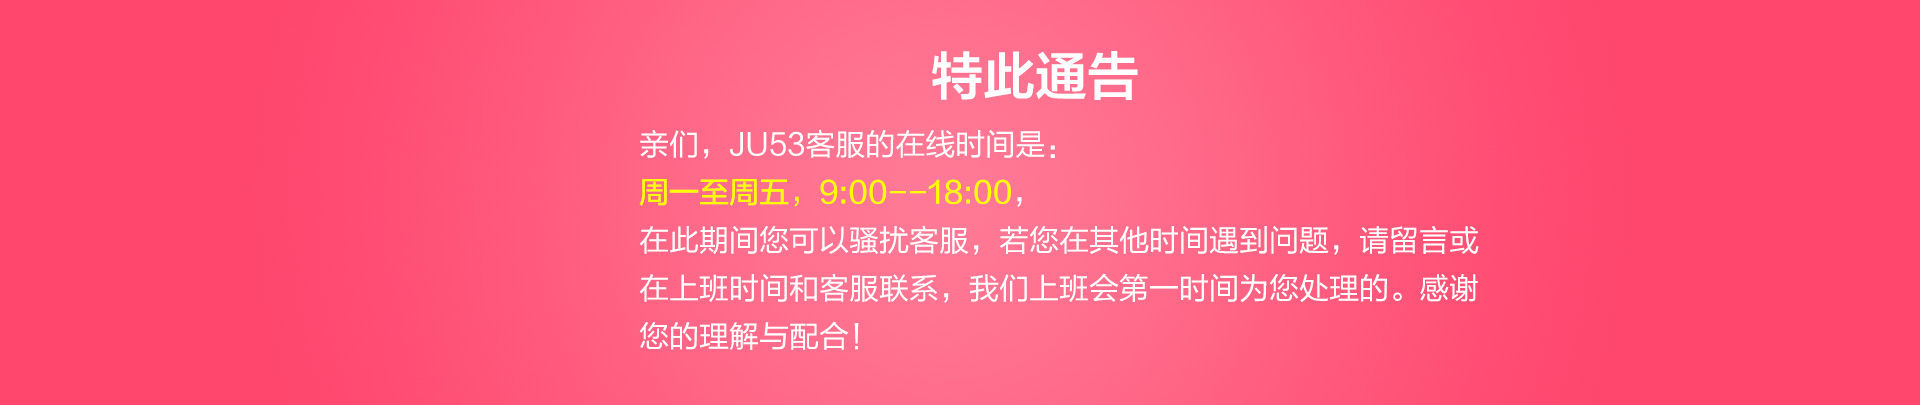 特此通告
亲们，JU53客服的在线时间是：
周一至周五，9:00--18:00，
在此期间您可以骚扰客服，若您在其他时间遇到问题，请留言或
在上班时间和客服联系，我们上班会第一时间为您处理的。感谢
您的理解与配合！